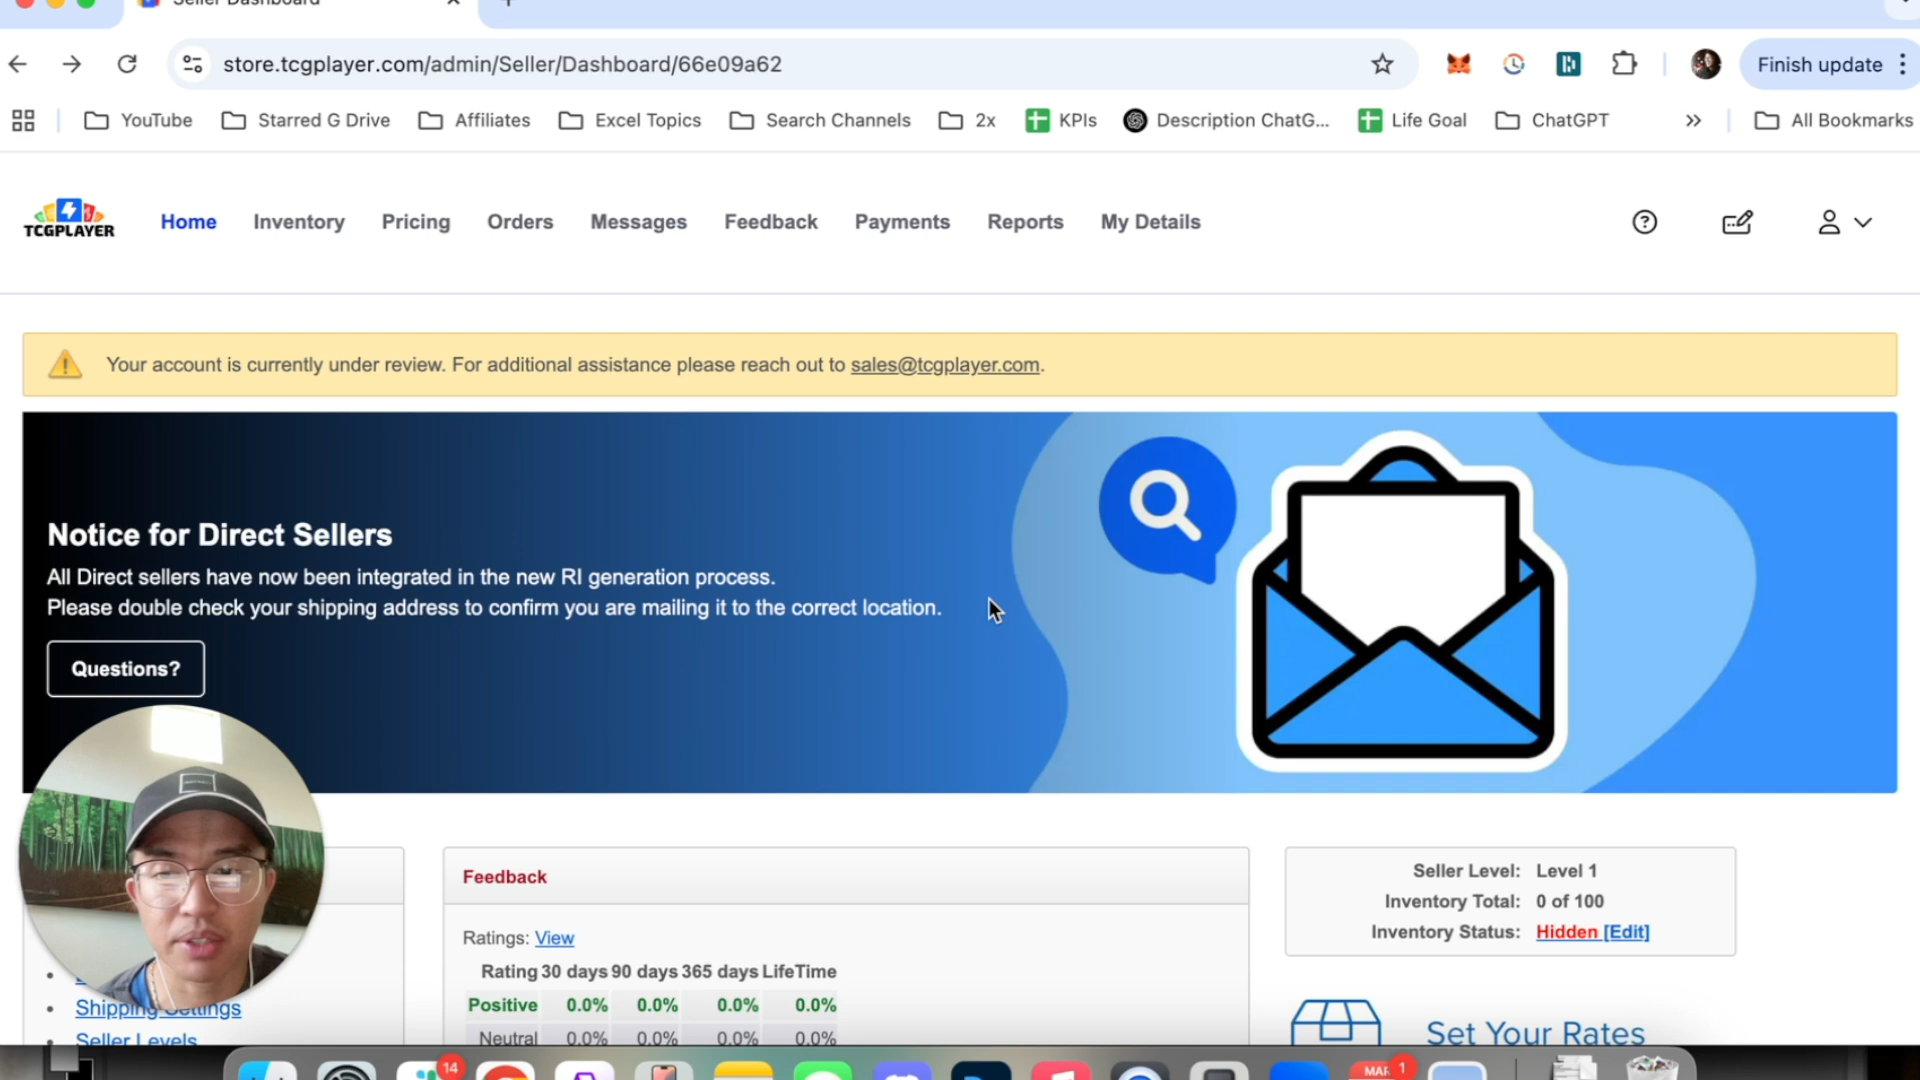 Seller Dashboard
store.tcgplayer.com/admin/Seller/Dashboard/66e09a62
Finish update
YouTube
Starred G Drive
Affiliates
Excel Topics
Search Channels
2x
KPIs
Description ChatG...
Life Goal
ChatGPT
All Bookmarks
TCGPLAYER
Home
Inventory
Pricing
Orders
Messages
Feedback
Payments
Reports
My Details
Your account is currently under review. For additional assistance please reach out to sales@tcgplayer.com.
Notice for Direct Sellers
All Direct sellers have now been integrated in the new RI generation process.
Please double check your shipping address to confirm you are mailing it to the correct location.
Questions?
Shipping Settings
Seller Levels
Feedback
Ratings: View
Rating 30 days 90 days 365 days LifeTime
Positive 0.0% 0.0% 0.0% 0.0%
Neutral 0.0% 0.0% 0.0% 0.0%
Seller Level: Level 1
Inventory Total: 0 of 100
Inventory Status: Hidden [Edit]
Set Your Rates
14
MAR 1